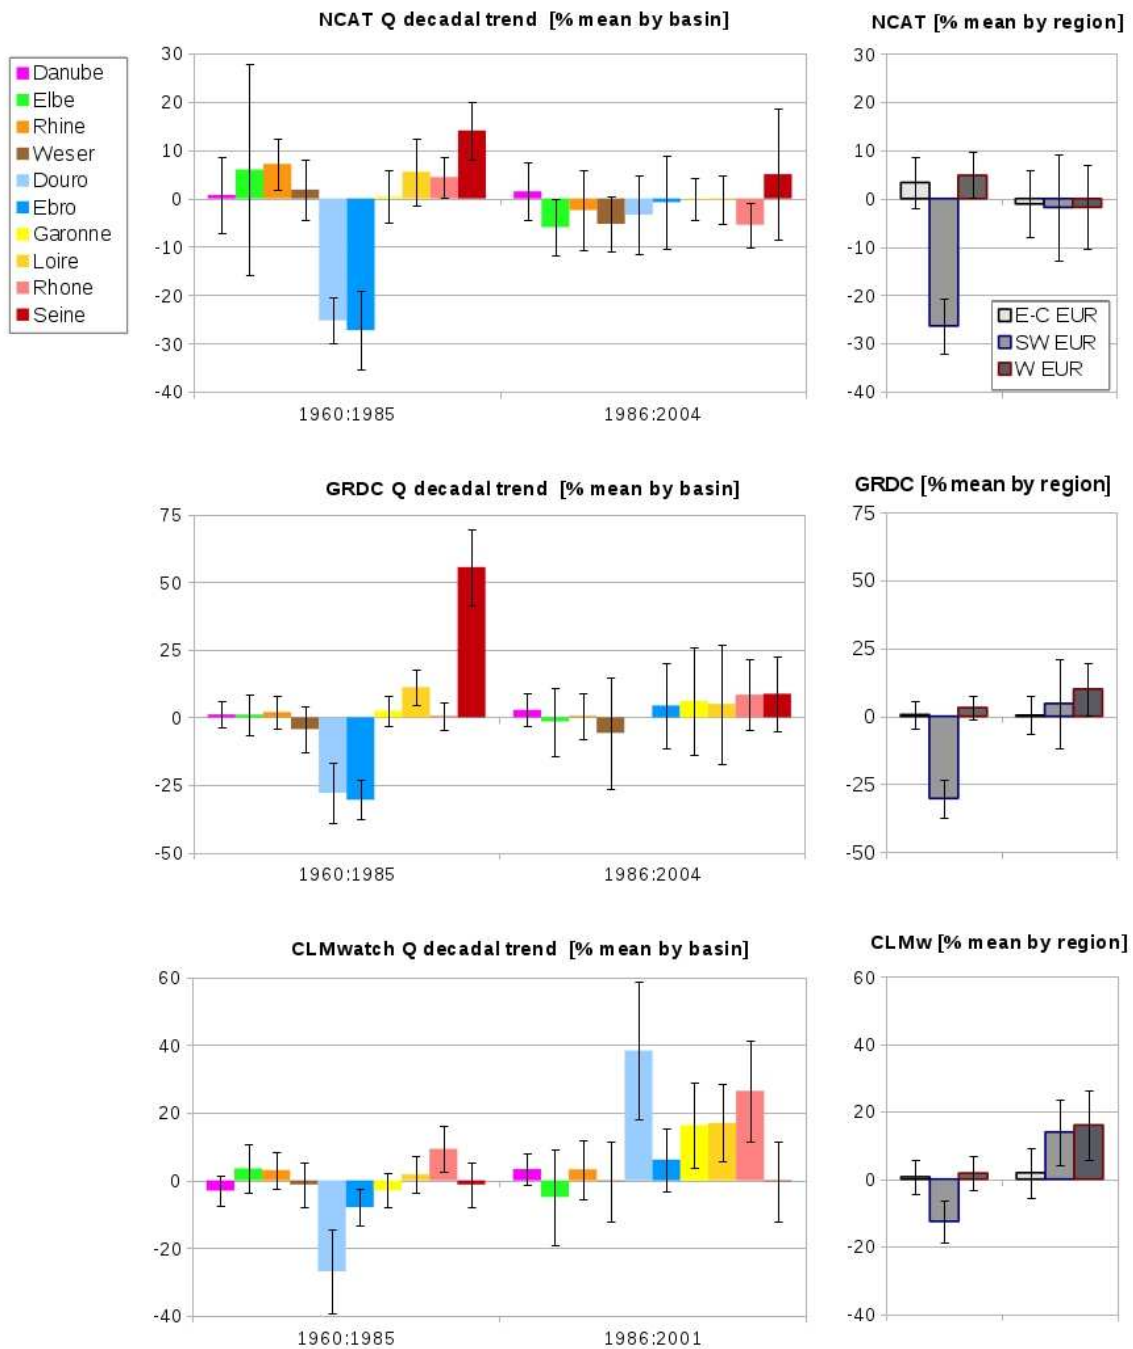 NCAT Q decadal trend [% mean by basin]
NCAT [% mean by region]
Danube
Elbe
Rhine
Weser
Douro
Ebro
Garonne
Loire
Rhone
Seine
30
20
10
0
-10
-20
-30
-40
1960:1985
1986:2004
30
20
10
0
-10
-20
-30
-40
E-C EUR
SW EUR
W EUR
GRDC Q decadal trend [% mean by basin]
GRDC [% mean by region]
75
50
25
0
-25
-50
1960:1985
1986:2004
75
50
25
0
-25
-50
CLMwatch Q decadal trend [% mean by basin]
CLMw [% mean by region]
60
40
20
0
-20
-40
1960:1985
1986:2001
60
40
20
0
-20
-40